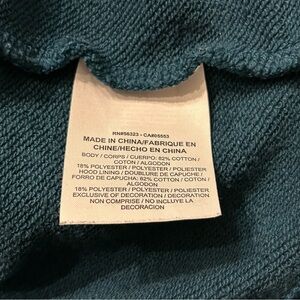 RN#56323 - CA#05553
MADE IN CHINA/FABRIQUE EN
CHINE/HECHO EN CHINA
BODY / CORPS / CUERPO: 82% COTTON /
COTON / ALGODON
18% POLYESTER / POLYESTER / POLIESTER
HOOD LINING / DOUBLURE DE CAPUCHE /
FORRO DE CAPUCHA: 82% COTTON / COTON /
ALGODON
18% POLYESTER / POLYESTER / POLIESTER
EXCLUSIVE OF DECORATION / DECORATION
NON COMPRISE / NO INCLUYE LA
DECORACION